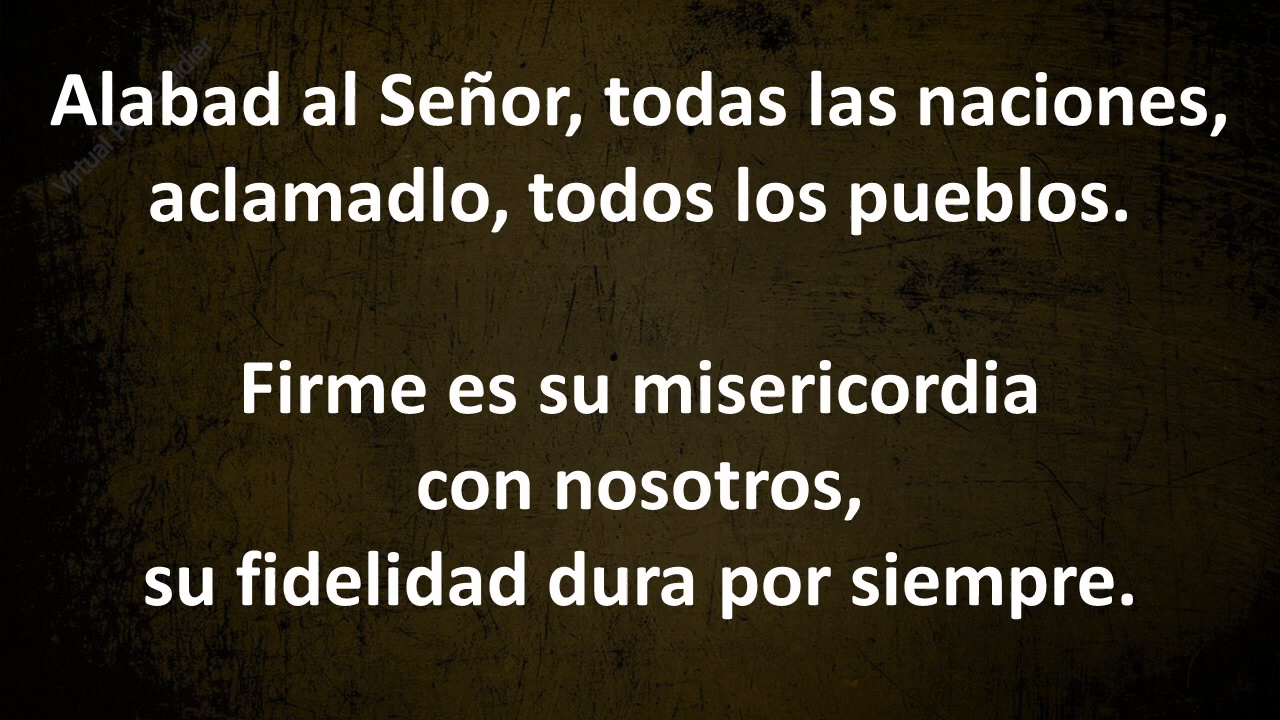 Alabad al Señor, todas las naciones,
aclamadlo, todos los pueblos.
Firme es su misericordia
con nosotros,
su fidelidad dura por siempre.